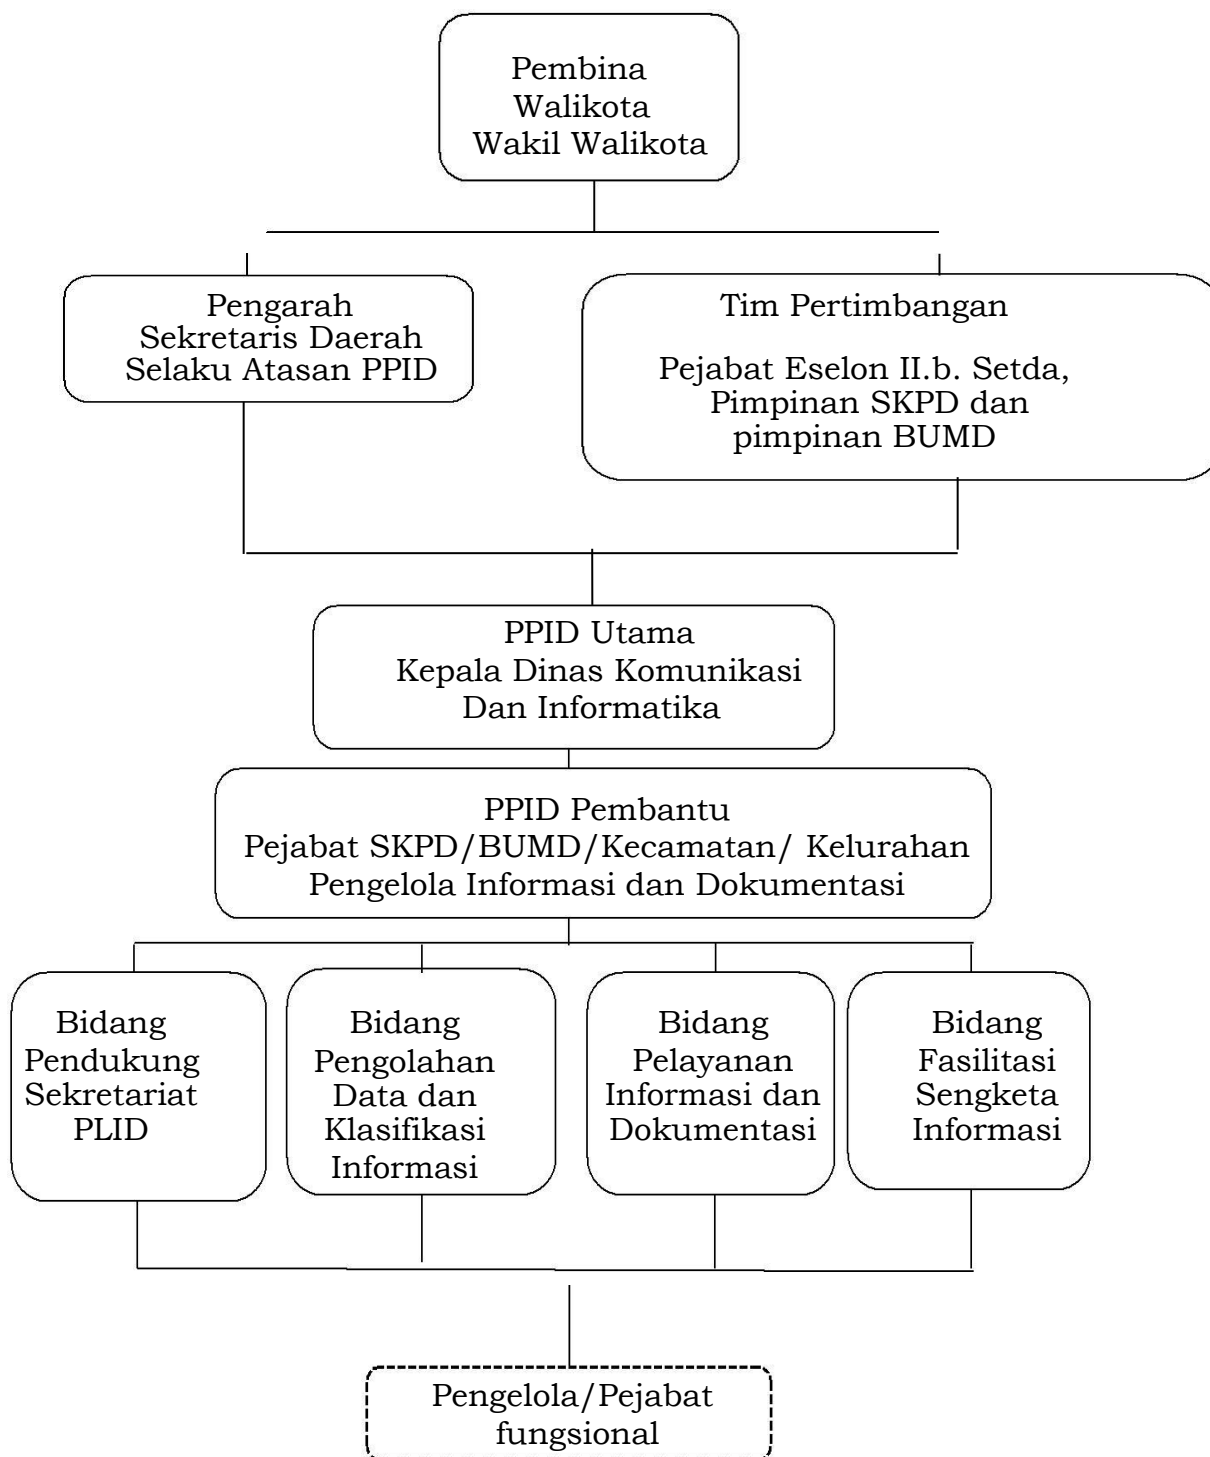 Pembina
Walikota
Wakil Walikota
Pengarah
Sekretaris Daerah
Selaku Atasan PPID
Tim Pertimbangan
Pejabat Eselon II.b. Setda,
Pimpinan SKPD dan
pimpinan BUMD
PPID Utama
Kepala Dinas Komunikasi
Dan Informatika
PPID Pembantu
Pejabat SKPD/BUMD/Kecamatan/ Kelurahan
Pengelola Informasi dan Dokumentasi
Bidang
Pendukung
Sekretariat
PLID
Bidang
Pengolahan
Data dan
Klasifikasi
Informasi
Bidang
Pelayanan
Informasi dan
Dokumentasi
Bidang
Fasilitasi
Sengketa
Informasi
Pengelola/Pejabat
fungsional